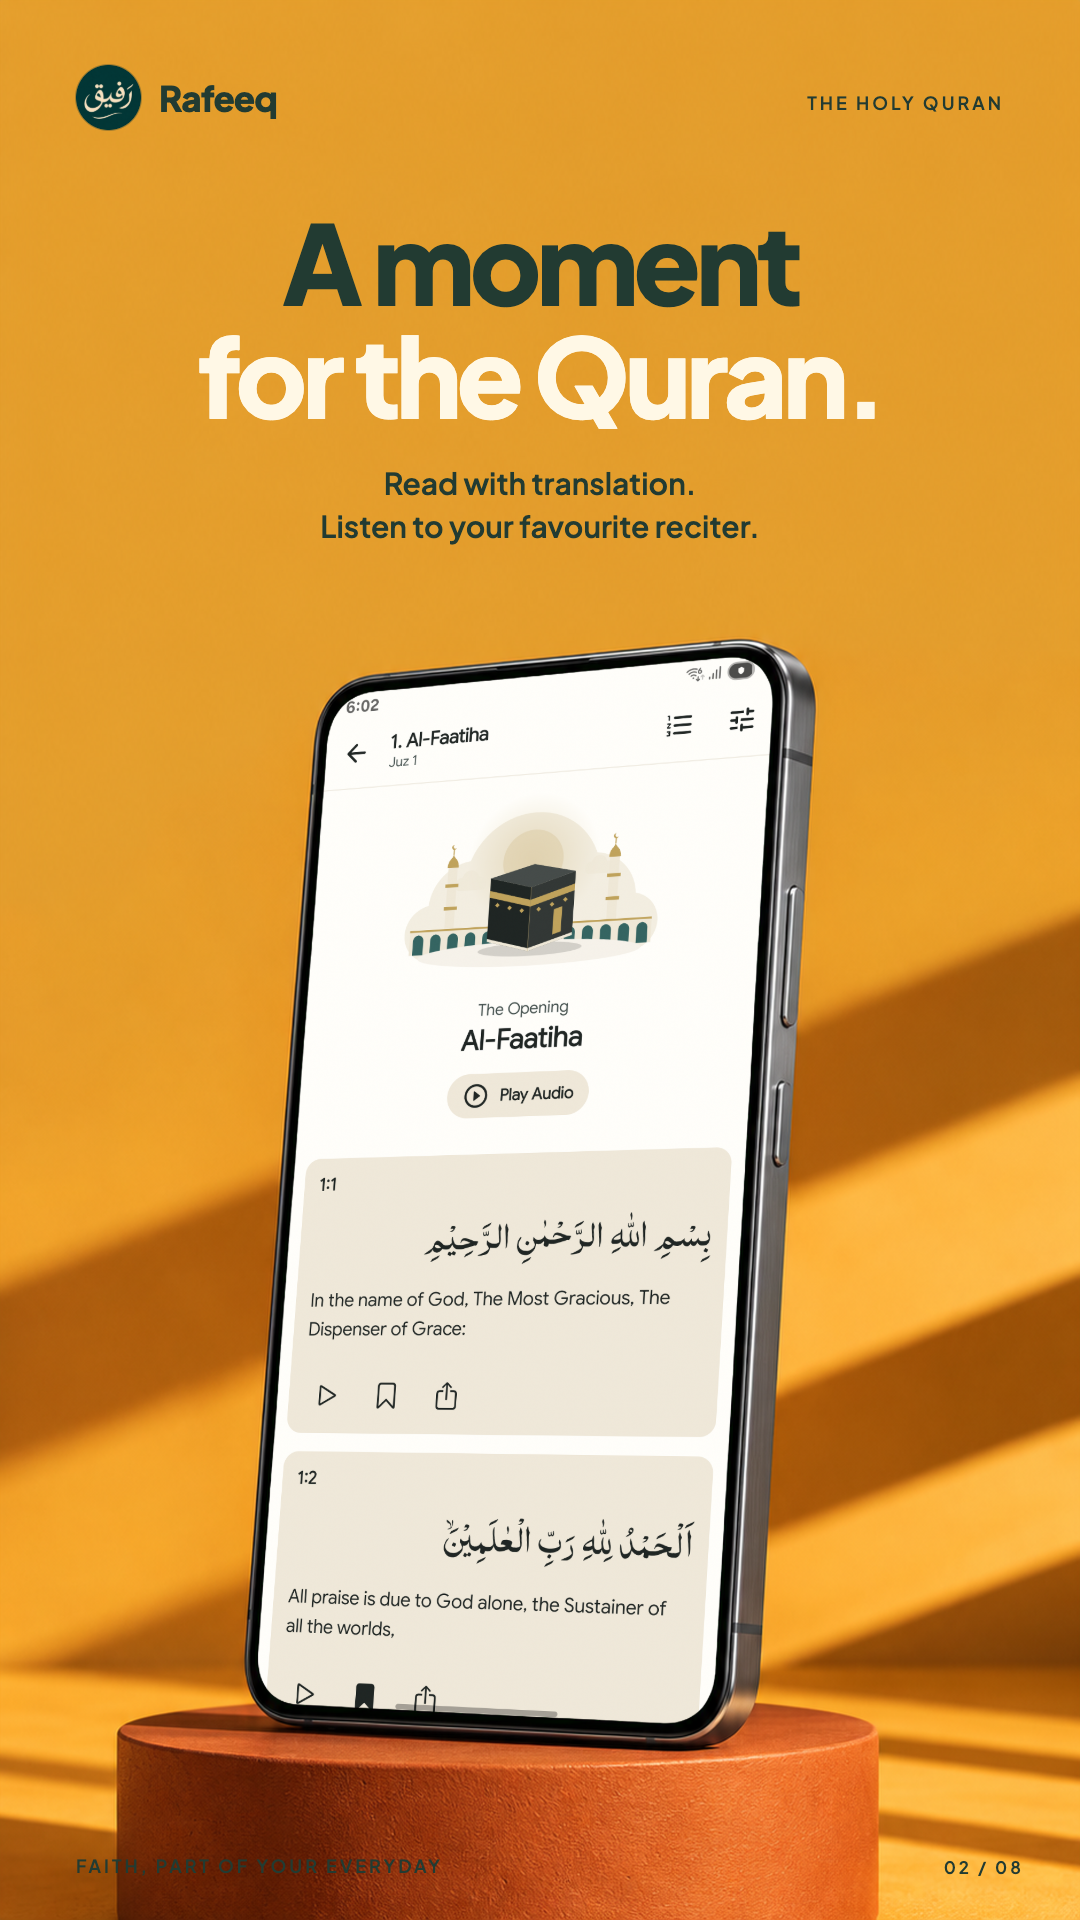 رفيق
Rafeeq
THE HOLY QURAN
A moment
for the Quran.
Read with translation.
Listen to your favourite reciter.
6:02
1. Al-Faatiha
Juz 1
The Opening
Al-Faatiha
Play Audio
1:1
بِسْمِ اللّٰهِ الرَّحْمٰنِ الرَّحِيْمِ
In the name of God, The Most Gracious, The
Dispenser of Grace:
1:2
اَلْحَمْدُ لِلّٰهِ رَبِّ الْعٰلَمِيْنَۙ
All praise is due to God alone, the Sustainer of
all the worlds,
FAITH, PART OF YOUR EVERYDAY
02 / 08